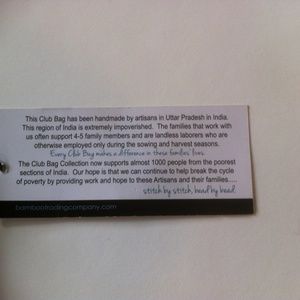 This Club Bag has been handmade by artisans in Uttar Pradesh in India.
This region of India is extremely impoverished. The families that work with
us often support 4-5 family members and are landless laborers who are
otherwise employed only during the sowing and harvest seasons.
Every Club Bag makes a difference in these families' lives.
The Club Bag Collection now supports almost 1000 people from the poorest
sections of India. Our hope is that we can continue to help break the cycle
of poverty by providing work and hope to these Artisans and their families.....
stitch by stitch, bead by bead.
bambootradingcompany.com